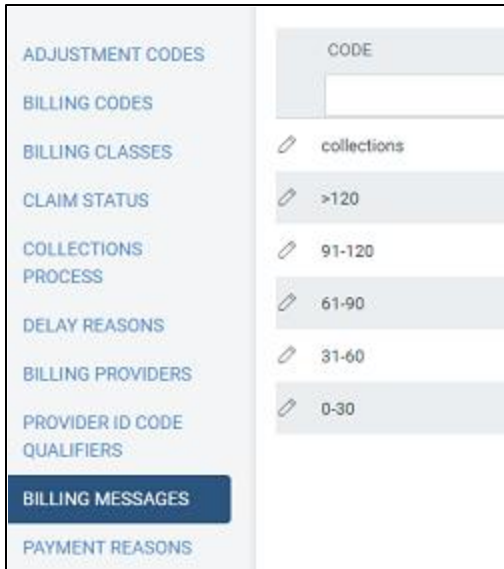 ADJUSTMENT CODES
BILLING CODES
BILLING CLASSES
CLAIM STATUS
COLLECTIONS
PROCESS
DELAY REASONS
BILLING PROVIDERS
PROVIDER ID CODE
QUALIFIERS
BILLING MESSAGES
PAYMENT REASONS
CODE
collections
>120
91-120
61-90
31-60
0-30